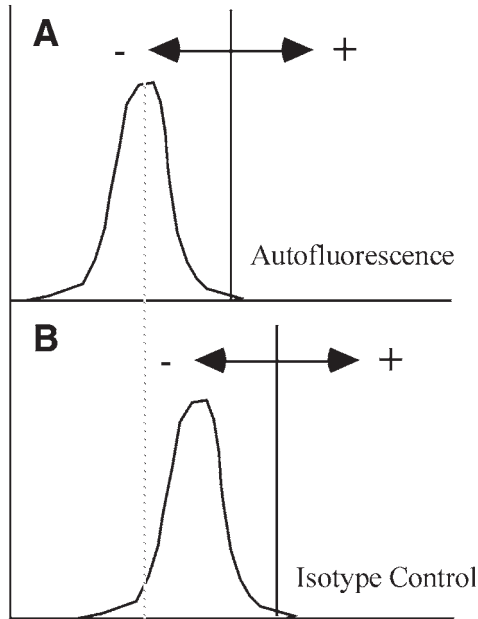 A
- +
Autofluorescence
B
- +
Isotype Control